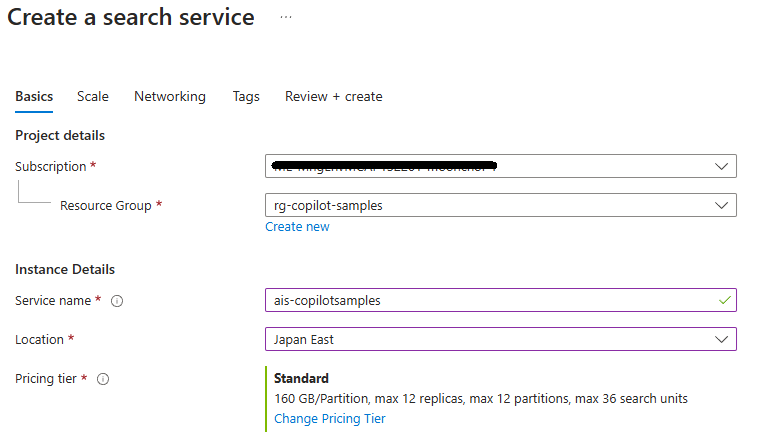 Create a search service ...
Basics Scale Networking Tags Review + create
Project details
Subscription *
Resource Group * rg-copilot-samples
Create new
Instance Details
Service name * ais-copilotsamples
Location * Japan East
Pricing tier * Standard
160 GB/Partition, max 12 replicas, max 12 partitions, max 36 search units
Change Pricing Tier